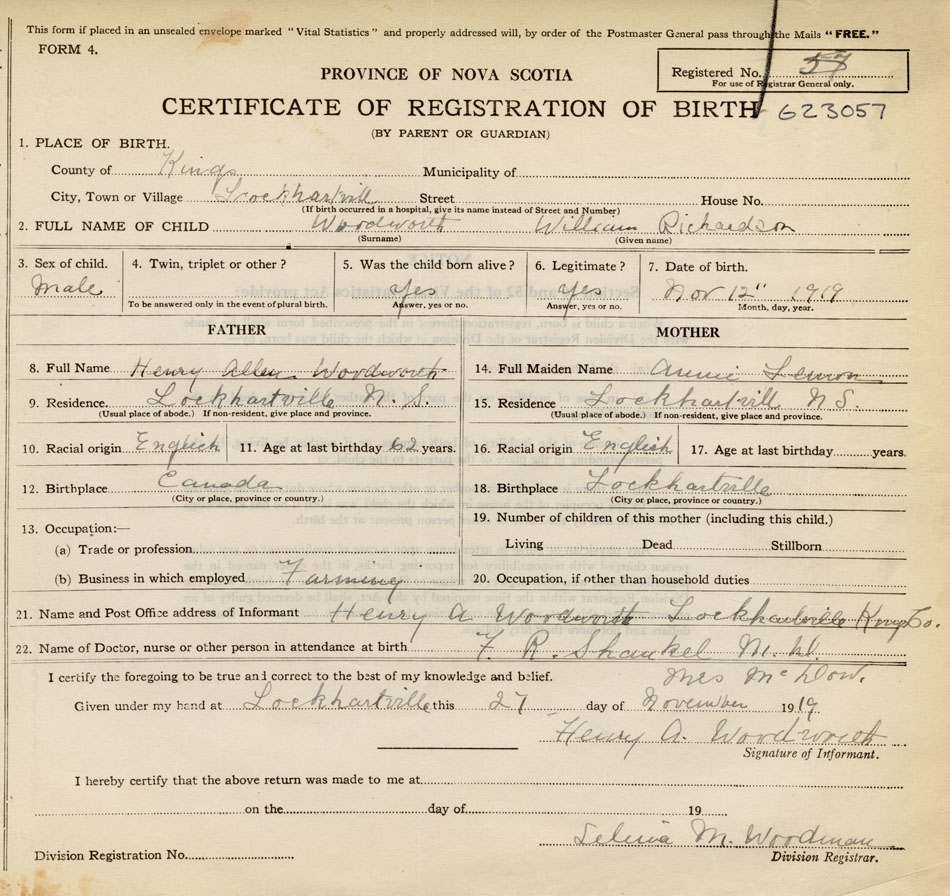 This form if placed in an unsealed envelope marked "Vital Statistics" and properly addressed will, by order of the Postmaster General pass through the Mails "FREE."
FORM 4.
Registered No. 57
For use of Registrar General only.
PROVINCE OF NOVA SCOTIA
CERTIFICATE OF REGISTRATION OF BIRTH 623057
(BY PARENT OR GUARDIAN)
1. PLACE OF BIRTH.
County of Kings Municipality of
City, Town or Village Lockhartvill Street House No.
(If birth occurred in a hospital, give its name instead of Street and Number)
2. FULL NAME OF CHILD Woodworth William Richardson
(Surname) (Given name)
3. Sex of child. 4. Twin, triplet or other? 5. Was the child born alive? 6. Legitimate? 7. Date of birth.
Male yes yes Nov 12" 1919
To be answered only in the event of plural birth. Answer, yes or no. Answer, yes or no. Month, day, year.
FATHER MOTHER
8. Full Name Henry Allen Woodworth 14. Full Maiden Name Annie Lemon
9. Residence Lockhartville N. S. 15. Residence Lockhartvill N S.
(Usual place of abode.) If non-resident, give place and province. (Usual place of abode.) If non-resident, give place and province.
10. Racial origin English 11. Age at last birthday 62 years. 16. Racial origin English 17. Age at last birthday years.
12. Birthplace Canada 18. Birthplace Lockhartville
(City or place, province or country.) (City or place, province or country.)
13. Occupation:— 19. Number of children of this mother (including this child.)
(a) Trade or profession Living Dead Stillborn
(b) Business in which employed Farming 20. Occupation, if other than household duties
21. Name and Post Office address of Informant Henry A Woodworth Lockhartville Kings Co.
22. Name of Doctor, nurse or other person in attendance at birth F. R. Shankel M. D.
I certify the foregoing to be true and correct to the best of my knowledge and belief. Mrs
Given under my hand at Lockhartville this 27 day of November 1919
Henry A. Woodworth
Signature of Informant.
I hereby certify that the above return was made to me at
on the day of 19
Selina M. Woodman
Division Registration No. Division Registrar.